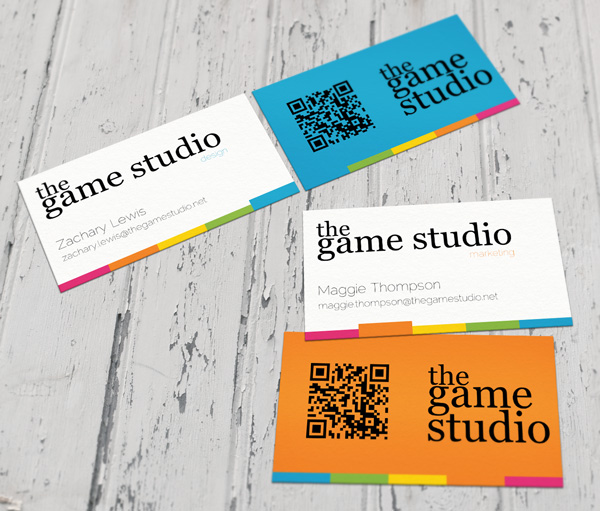 the
game studio
design
Zachary Lewis
zachary.lewis@thegamestudio.net
the
game
studio
the
game studio
marketing
Maggie Thompson
maggie.thompson@thegamestudio.net
the
game
studio